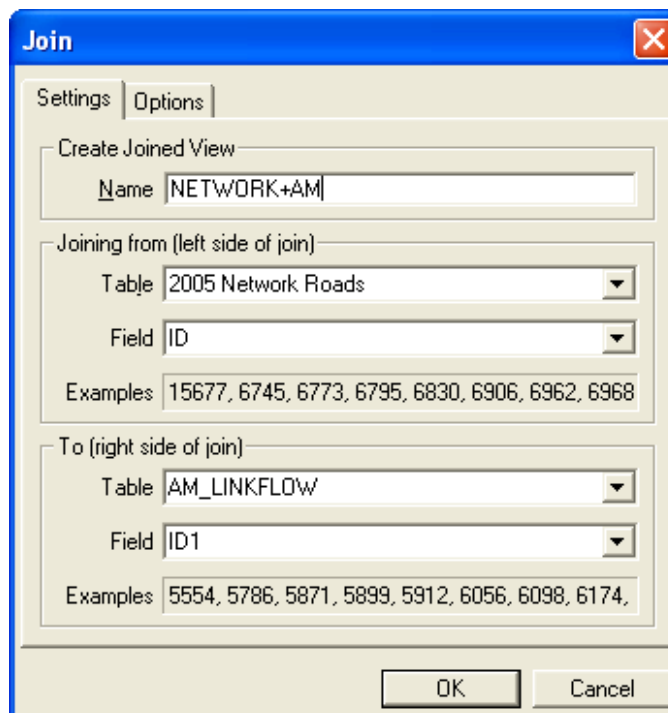 Join
Settings Options
Create Joined View
Name NETWORK+AM
Joining from (left side of join)
Table 2005 Network Roads
Field ID
Examples 15677, 6745, 6773, 6795, 6830, 6906, 6962, 6968
To (right side of join)
Table AM_LINKFLOW
Field ID1
Examples 5554, 5786, 5871, 5899, 5912, 6056, 6098, 6174,
OK Cancel